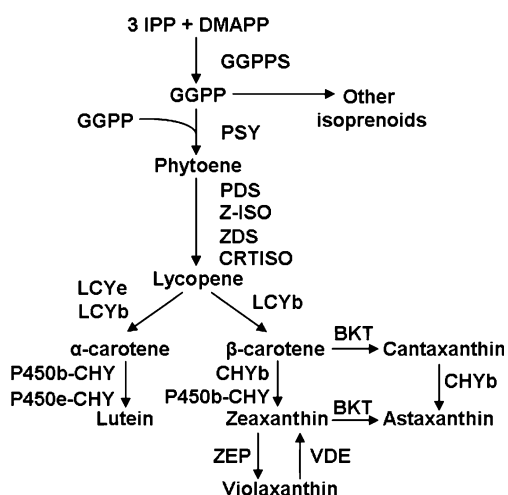 3 IPP + DMAPP
GGPPS
GGPP
Other
isoprenoids
GGPP
PSY
Phytoene
PDS
Z-ISO
ZDS
CRTISO
Lycopene
LCYe
LCYb
LCYb
α-carotene
β-carotene
BKT
Cantaxanthin
P450b-CHY
P450e-CHY
CHYb
P450b-CHY
CHYb
Lutein
Zeaxanthin
BKT
Astaxanthin
ZEP
VDE
Violaxanthin